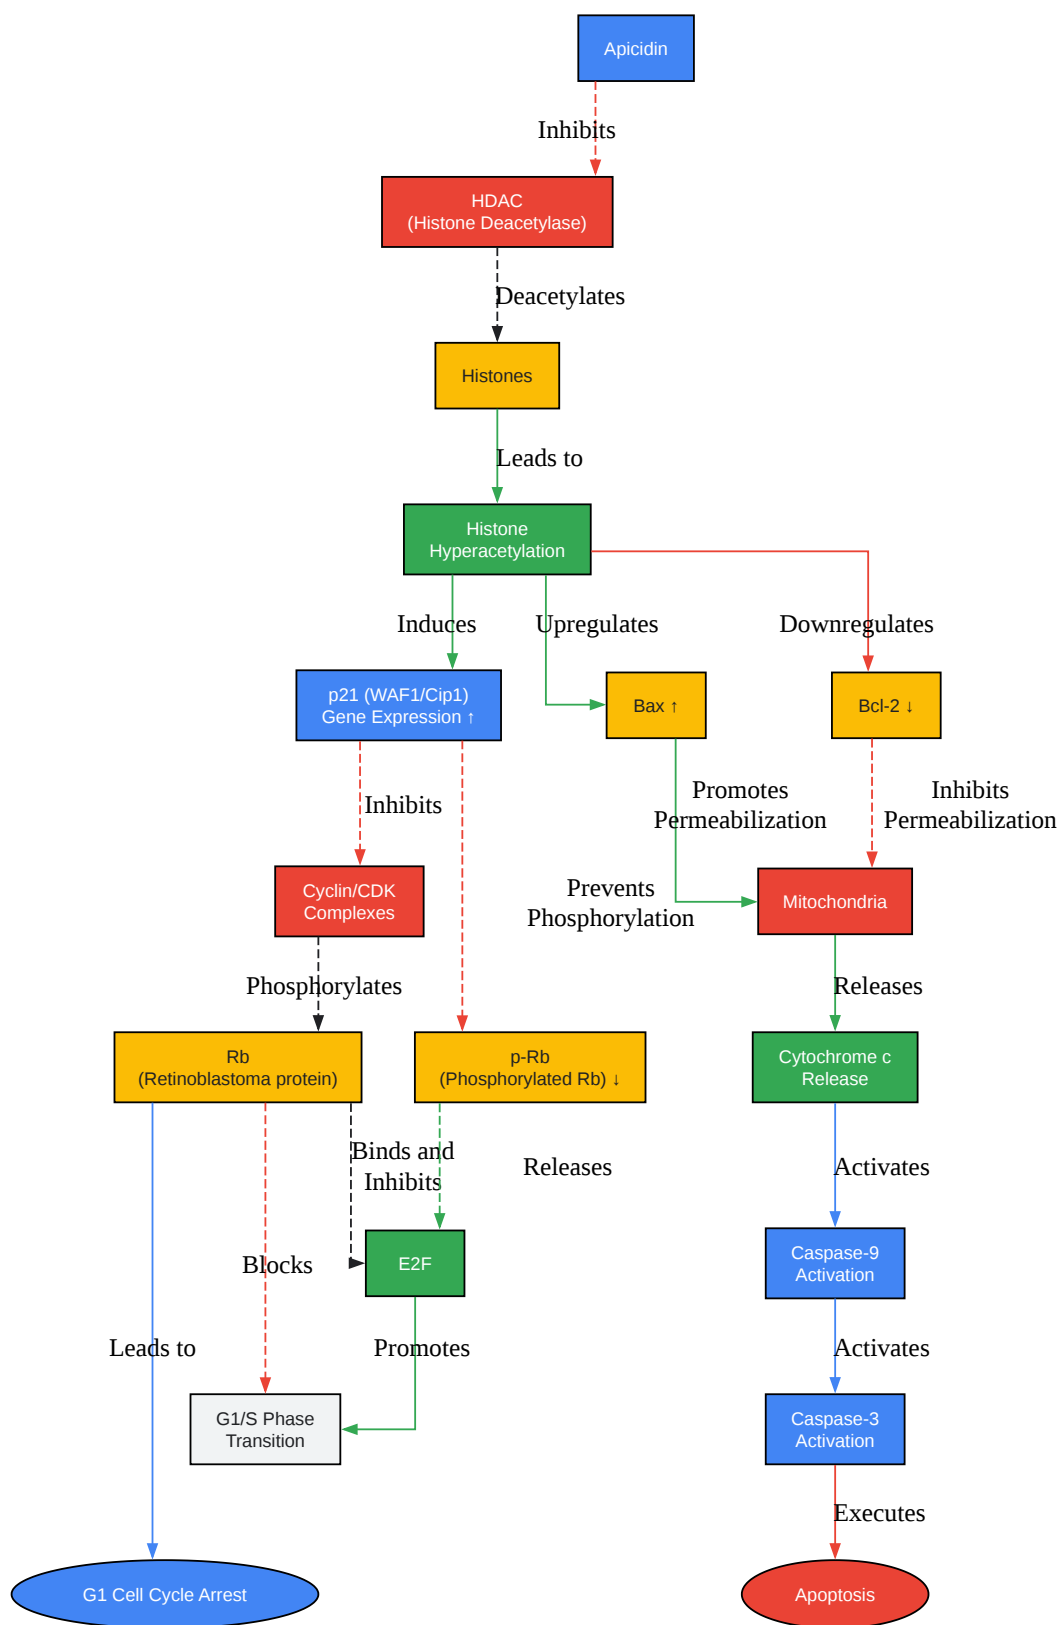 Apicidin
Inhibits
HDAC
(Histone Deacetylase)
Deacetylates
Histones
Leads to
Histone
Hyperacetylation
Induces
Upregulates
Downregulates
p21 (WAF1/Cip1)
Gene Expression ↑
Bax ↑
Bcl-2 ↓
Inhibits
Promotes
Permeabilization
Inhibits
Permeabilization
Cyclin/CDK
Complexes
Prevents
Phosphorylation
Mitochondria
Phosphorylates
Releases
Rb
(Retinoblastoma protein)
p-Rb
(Phosphorylated Rb) ↓
Cytochrome c
Release
Binds and
Inhibits
Releases
Activates
Blocks
E2F
Caspase-9
Activation
Leads to
Promotes
Activates
G1/S Phase
Transition
Caspase-3
Activation
Executes
G1 Cell Cycle Arrest
Apoptosis